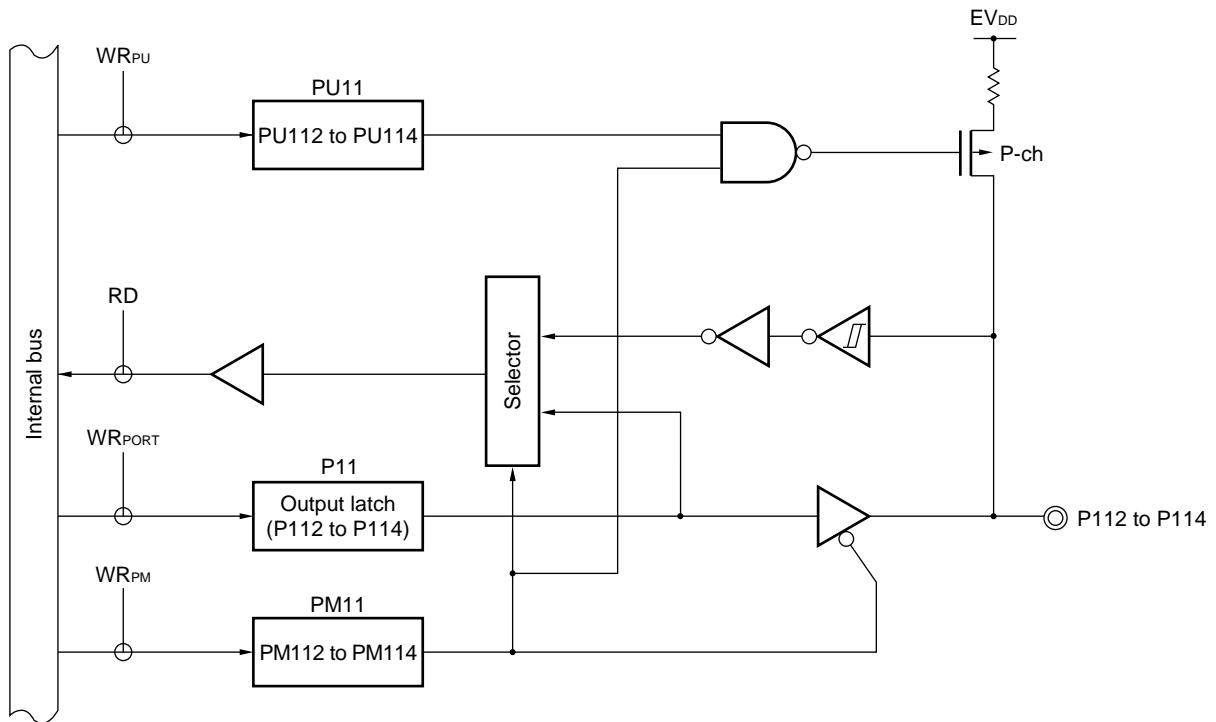 EVDD
WRPU
PU11
PU112 to PU114
P-ch
RD
Selector
Internal bus
WRPORT
P11
Output latch
(P112 to P114)
P112 to P114
WRPM
PM11
PM112 to PM114